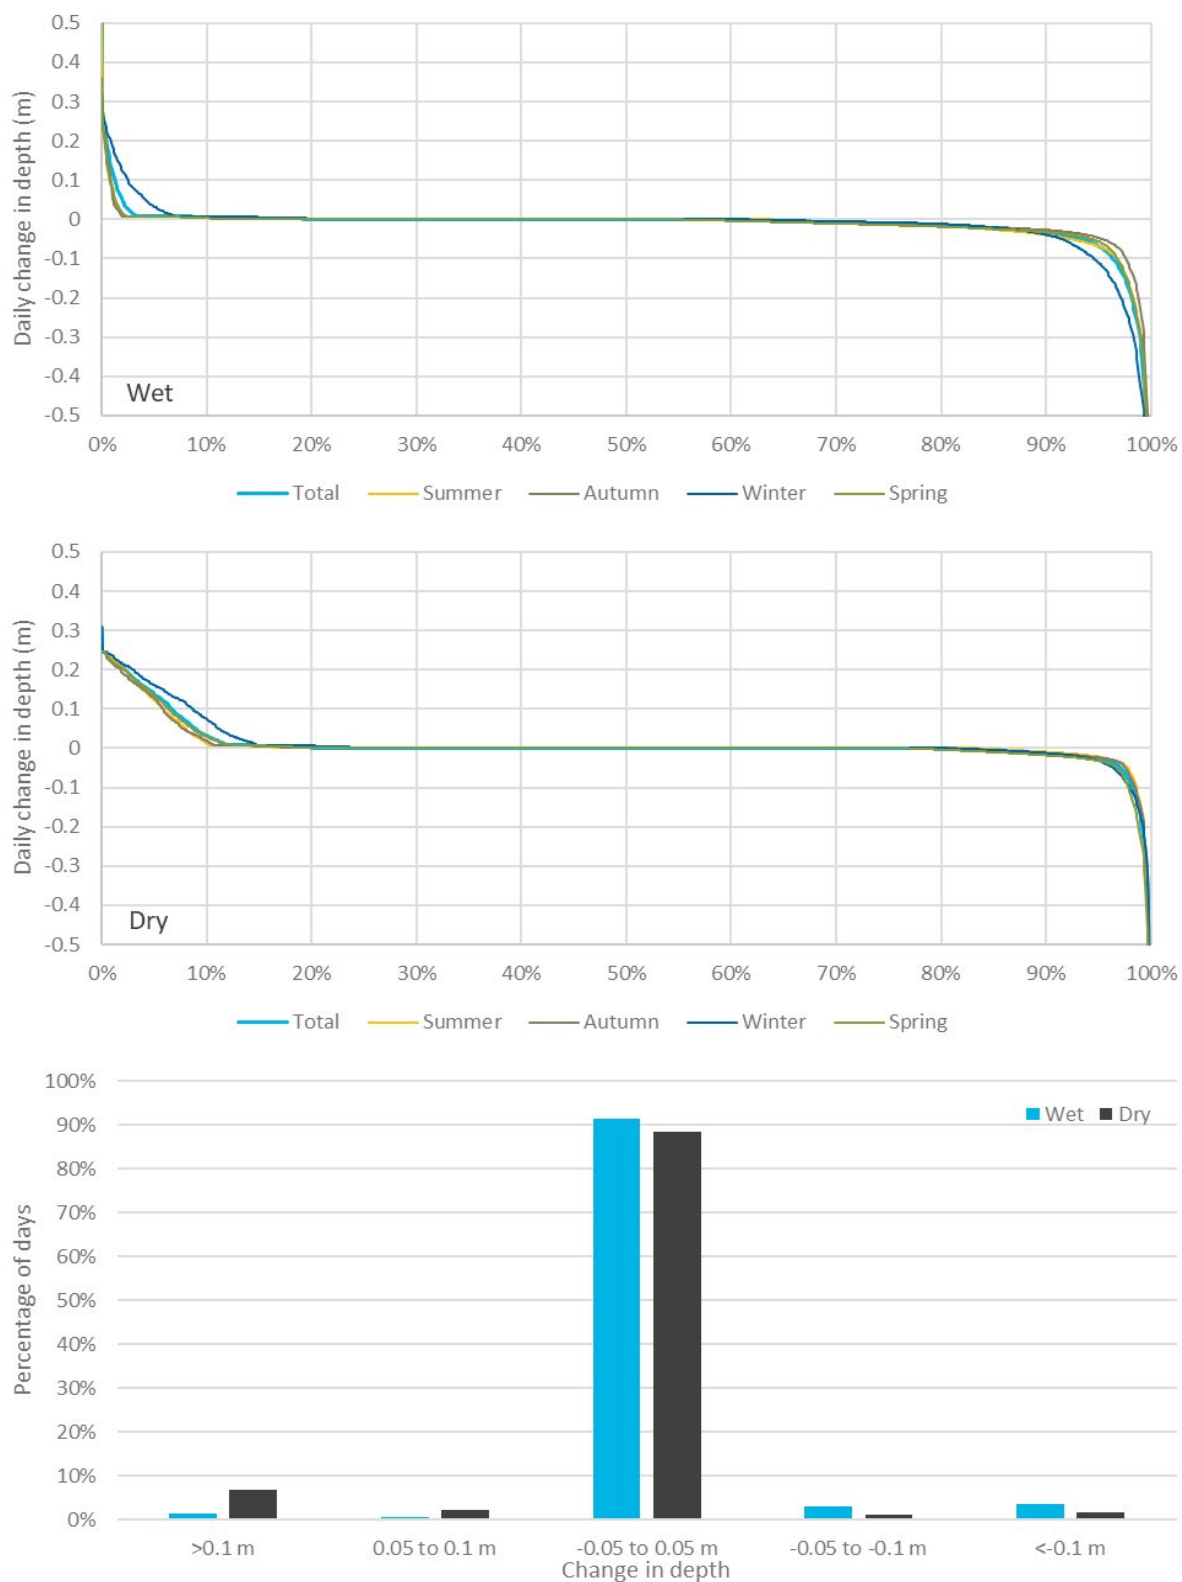 0.5
0.4
0.3
0.2
0.1
0
-0.1
-0.2
-0.3
-0.4
-0.5
Daily change in depth (m)
Wet
0% 10% 20% 30% 40% 50% 60% 70% 80% 90% 100%
Total Summer Autumn Winter Spring
0.5
0.4
0.3
0.2
0.1
0
-0.1
-0.2
-0.3
-0.4
-0.5
Daily change in depth (m)
Dry
0% 10% 20% 30% 40% 50% 60% 70% 80% 90% 100%
Total Summer Autumn Winter Spring
100%
90%
80%
70%
60%
50%
40%
30%
20%
10%
0%
Percentage of days
Wet Dry
>0.1 m 0.05 to 0.1 m -0.05 to 0.05 m -0.05 to -0.1 m <-0.1 m
Change in depth